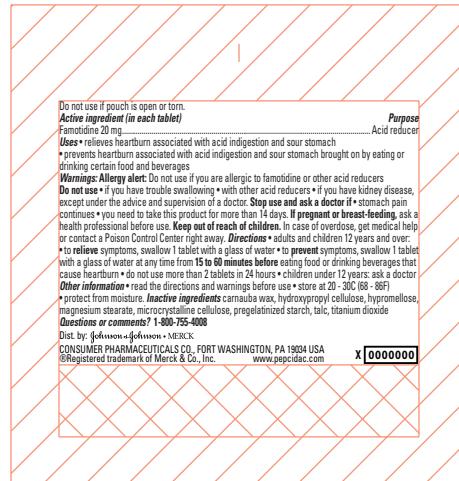 Do not use if pouch is open or torn.
Active ingredient (in each tablet) Purpose
Famotidine 20 mg...Acid reducer
Uses • relieves heartburn associated with acid indigestion and sour stomach
• prevents heartburn associated with acid indigestion and sour stomach brought on by eating or
drinking certain food and beverages
Warnings: Allergy alert: Do not use if you are allergic to famotidine or other acid reducers
Do not use • if you have trouble swallowing • with other acid reducers • if you have kidney disease,
except under the advice and supervision of a doctor. Stop use and ask a doctor if • stomach pain
continues • you need to take this product for more than 14 days. If pregnant or breast-feeding, ask a
health professional before use. Keep out of reach of children. In case of overdose, get medical help
or contact a Poison Control Center right away. Directions • adults and children 12 years and over:
• to relieve symptoms, swallow 1 tablet with a glass of water • to prevent symptoms, swallow 1 tablet
with a glass of water at any time from 15 to 60 minutes before eating food or drinking beverages that
cause heartburn • do not use more than 2 tablets in 24 hours • children under 12 years: ask a doctor
Other information • read the directions and warnings before use • store at 20 - 30C (68 - 86F)
• protect from moisture. Inactive ingredients carnauba wax, hydroxypropyl cellulose, hypromellose,
magnesium stearate, microcrystalline cellulose, pregelatinized starch, talc, titanium dioxide
Questions or comments? 1-800-755-4008
Dist. by: Johnson & Johnson • MERCK
CONSUMER PHARMACEUTICALS CO., FORT WASHINGTON, PA 19034 USA
®Registered trademark of Merck & Co., Inc. www.pepcidac.com
X 0000000